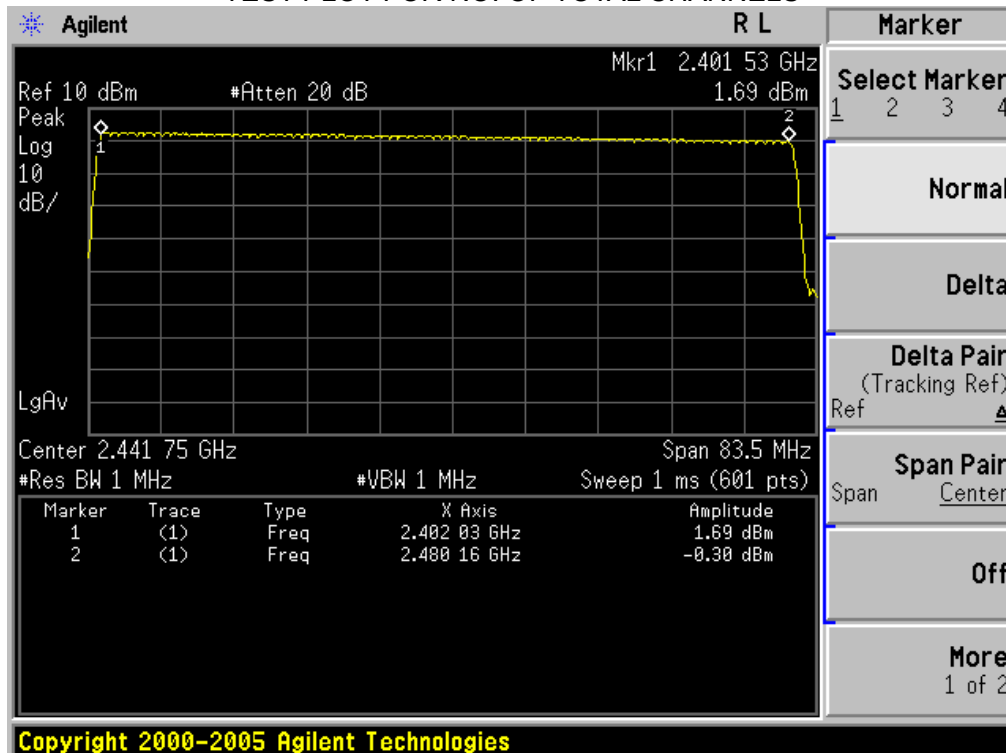 Agilent
R L
Marker
Mkr1 2.401 53 GHz
Ref 10 dBm #Atten 20 dB 1.69 dBm
Peak
Log
10
dB/
1
2
LgAv
Center 2.441 75 GHz Span 83.5 MHz
#Res BW 1 MHz #VBW 1 MHz Sweep 1 ms (601 pts)
Marker Trace Type X Axis Amplitude
1 (1) Freq 2.402 03 GHz 1.69 dBm
2 (1) Freq 2.480 16 GHz -0.30 dBm
Select Marker
1 2 3 4
Normal
Delta
Delta Pair
(Tracking Ref)
Ref Δ
Span Pair
Span Center
Off
More
1 of 2
Copyright 2000-2005 Agilent Technologies